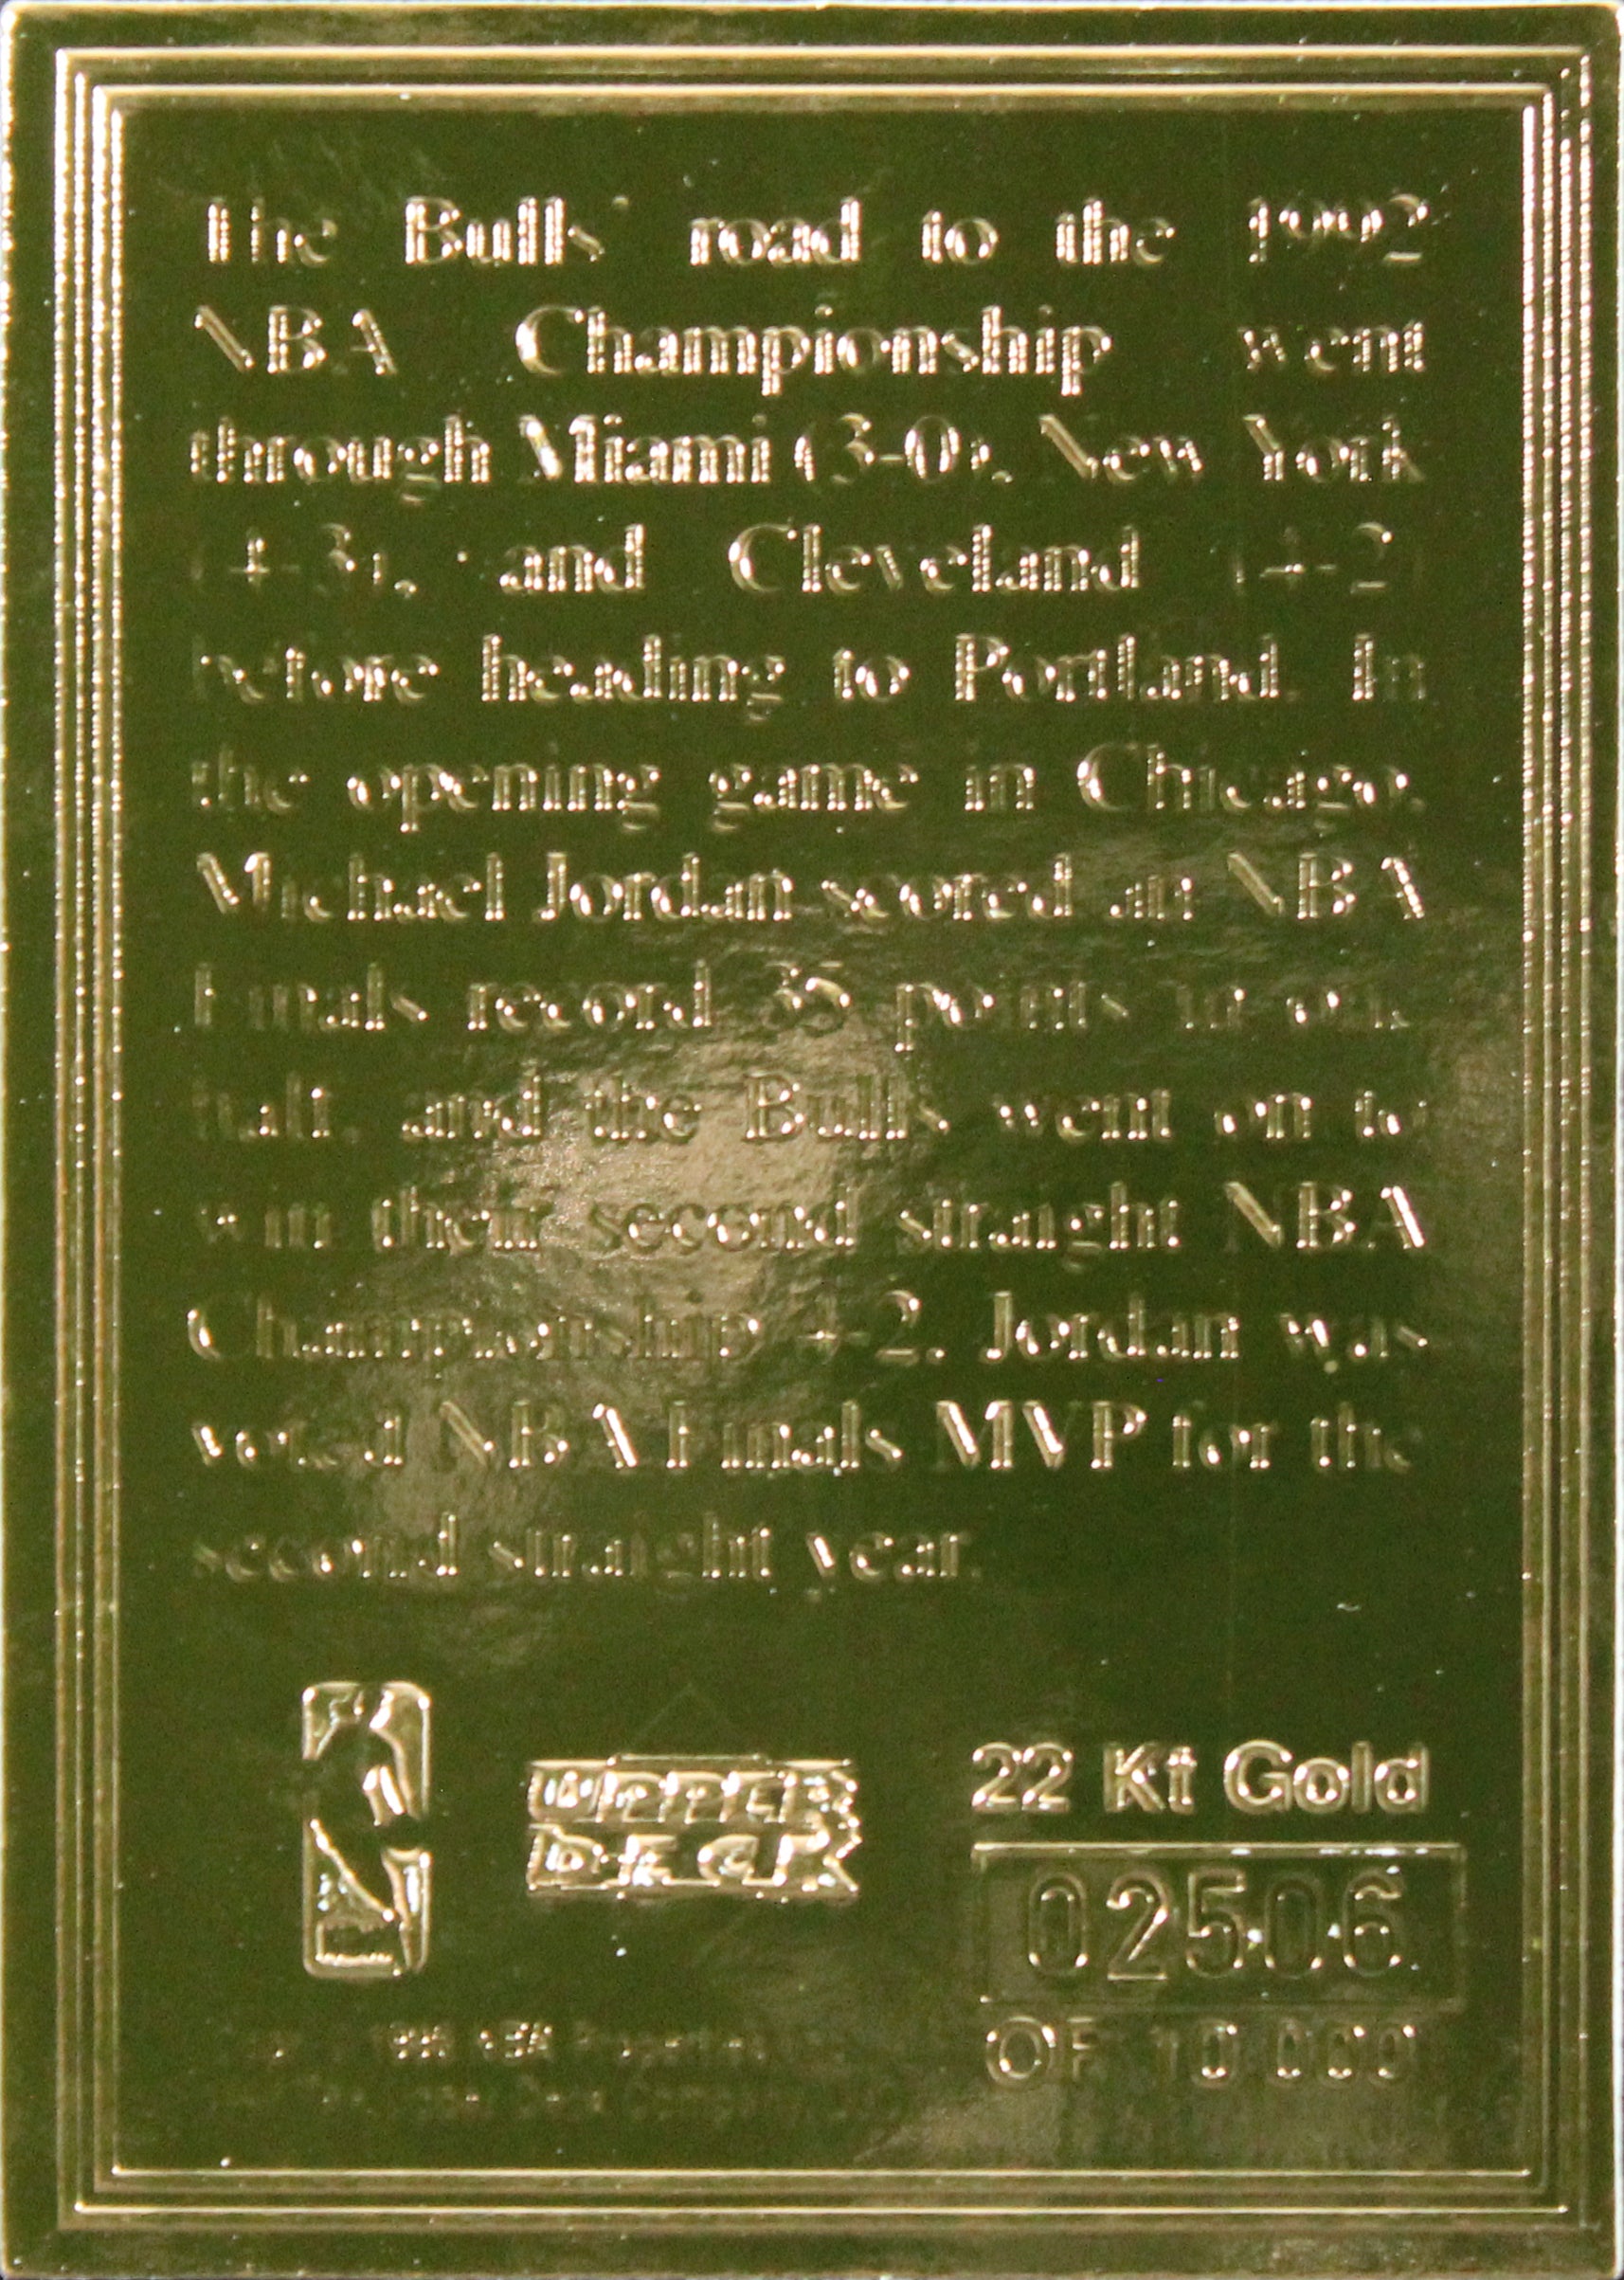 The Bulls' road to the 1992
NBA Championship went
through Miami (3-0), New York
(4-3), and Cleveland (4-2)
before heading to Portland. In
the opening game in Chicago,
Michael Jordan scored an NBA
Finals record 35 points in one
half, and the Bulls went on to
win their second straight NBA
Championship 4-2. Jordan was
voted NBA Finals MVP for the
second straight year.
UPPER
DECK
22 Kt Gold
02506
OF 10,000
NBA